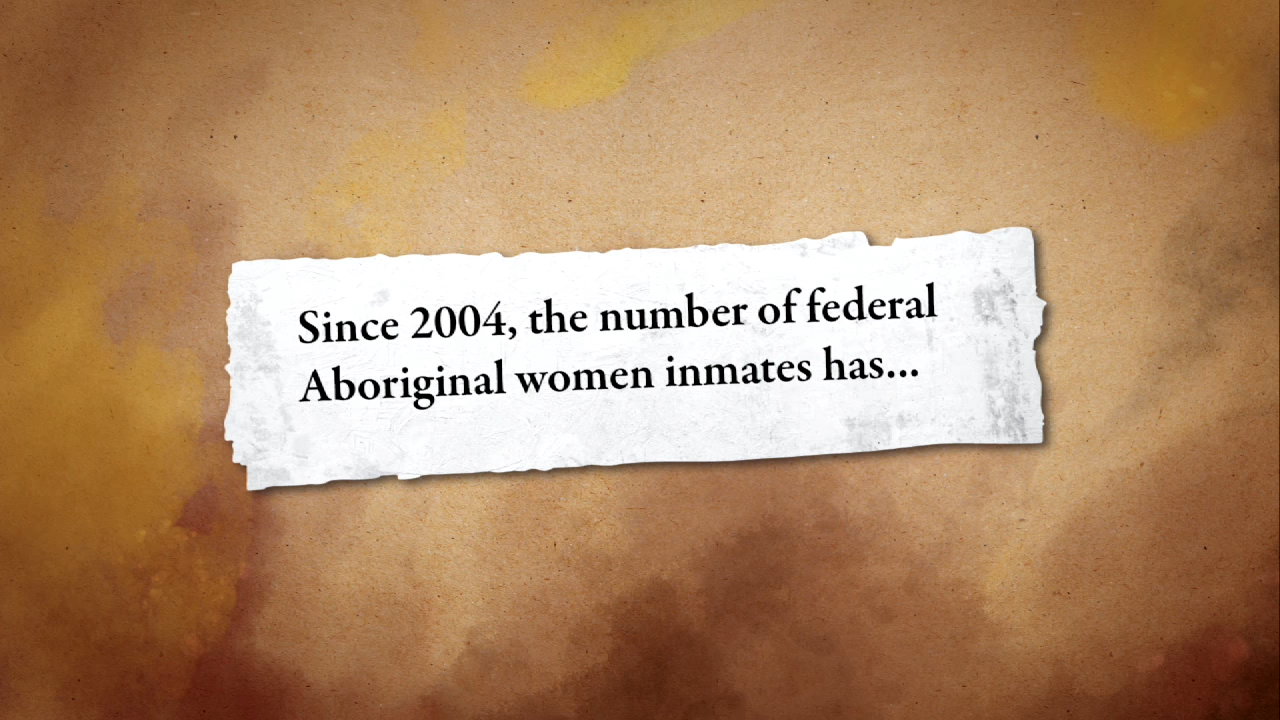 Since 2004, the number of federal
Aboriginal women inmates has...